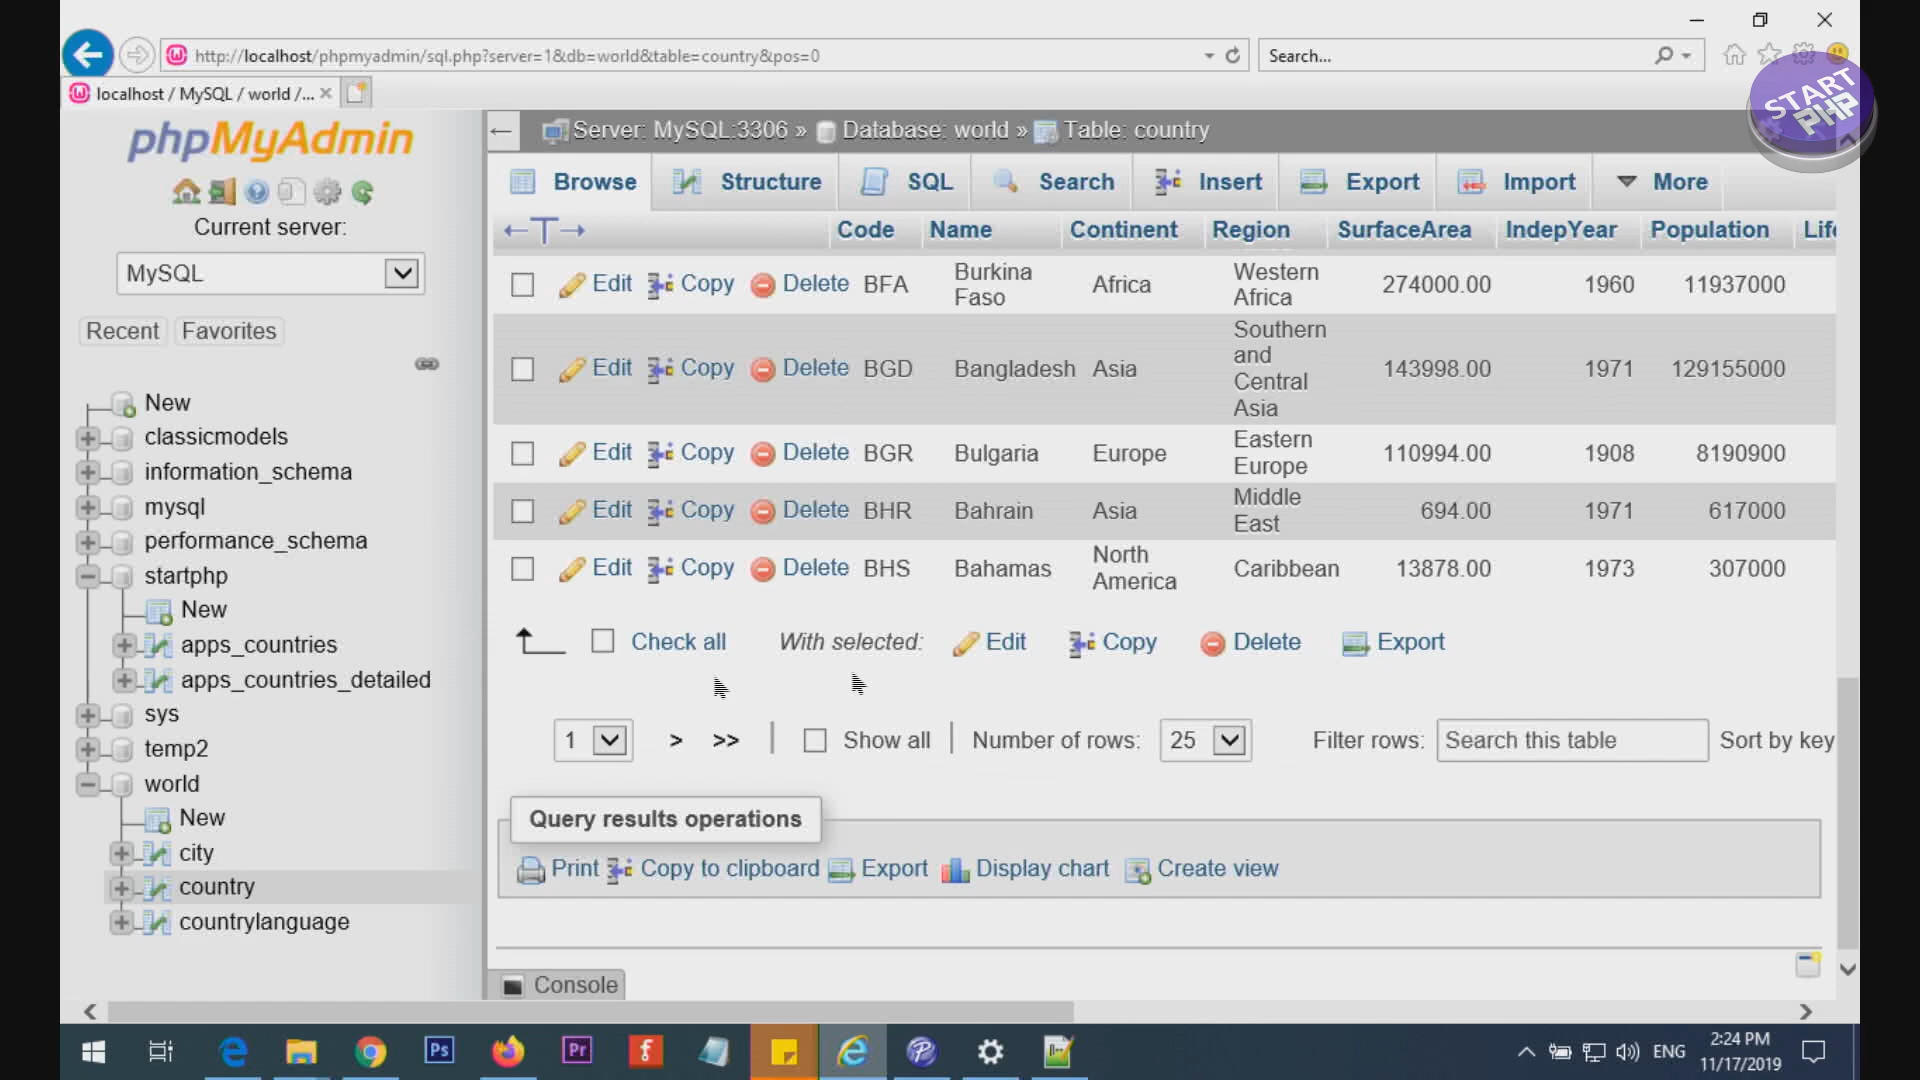 http://localhost/phpmyadmin/sql.php?server=1&db=world&table=country&pos=0
Search...
localhost / MySQL / world /...
START
PHP
phpMyAdmin
Current server:
MySQL
Recent
Favorites
New
classicmodels
information_schema
mysql
performance_schema
startphp
New
apps_countries
apps_countries_detailed
sys
temp2
world
New
city
country
countrylanguage
Server: MySQL:3306 » Database: world » Table: country
Browse Structure SQL Search Insert Export Import More
Code Name Continent Region SurfaceArea IndepYear Population Life
Edit Copy Delete BFA Burkina Faso Africa Western Africa 274000.00 1960 11937000
Edit Copy Delete BGD Bangladesh Asia Southern and Central Asia 143998.00 1971 129155000
Edit Copy Delete BGR Bulgaria Europe Eastern Europe 110994.00 1908 8190900
Edit Copy Delete BHR Bahrain Asia Middle East 694.00 1971 617000
Edit Copy Delete BHS Bahamas North America Caribbean 13878.00 1973 307000
Check all With selected: Edit Copy Delete Export
1 > >> | Show all | Number of rows: 25 Filter rows: Search this table Sort by key
Query results operations
Print Copy to clipboard Export Display chart Create view
Console
Ps
Pr
ENG
2:24 PM
11/17/2019